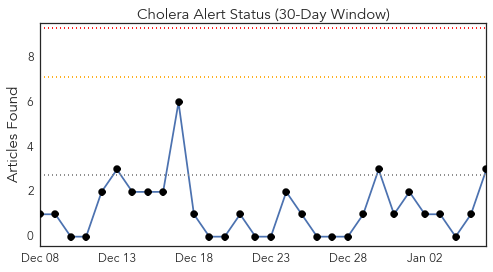 Cholera Alert Status (30-Day Window)
Articles Found
8
6
4
2
0
Dec 08 Dec 13 Dec 18 Dec 23 Dec 28 Jan 02